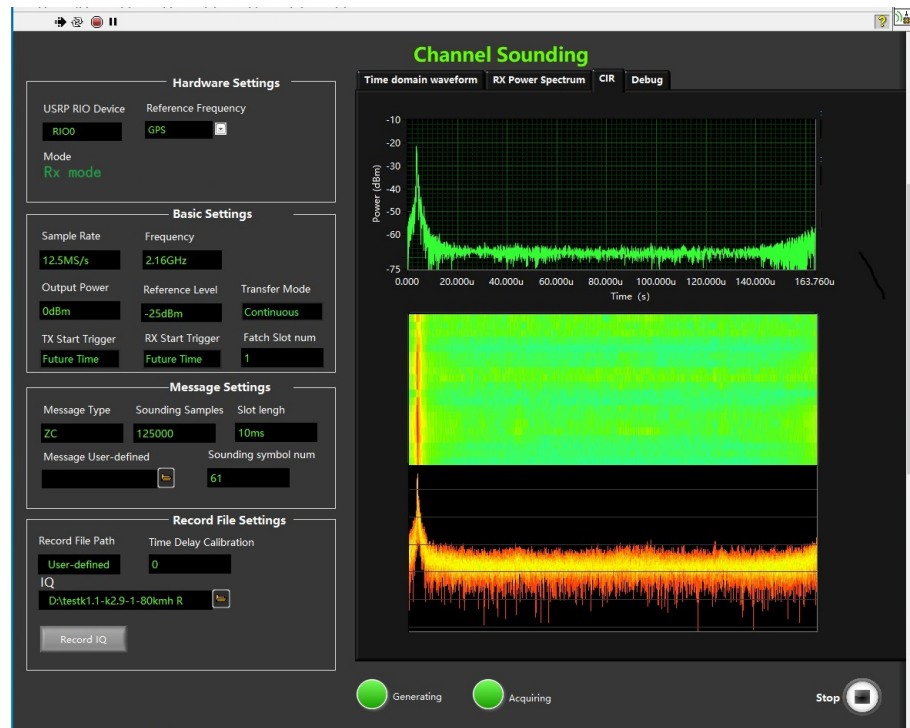 Channel Sounding
Hardware Settings
USRP RIO Device
Reference Frequency
RIO0
GPS
Mode
Rx mode
Basic Settings
Sample Rate
Frequency
12.5MS/s
2.16GHz
Output Power
Reference Level
Transfer Mode
0dBm
-25dBm
Continuous
TX Start Trigger
RX Start Trigger
Fatch Slot num
Future Time
Future Time
1
Message Settings
Message Type
Sounding Samples
Slot lengh
ZC
125000
10ms
Message User-defined
Sounding symbol num
61
Record File Settings
Record File Path
Time Delay Calibration
User-defined
0
IQ
D:\testk1.1-k2.9-1-80kmh R
Record IQ
Time domain waveform
RX Power Spectrum
CIR
Debug
Power (dBm)
-10
-20
-30
-40
-50
-60
-75
0.000 20.000u 40.000u 60.000u 80.000u 100.000u 120.000u 140.000u 163.760u
Time (s)
Generating
Acquiring
Stop